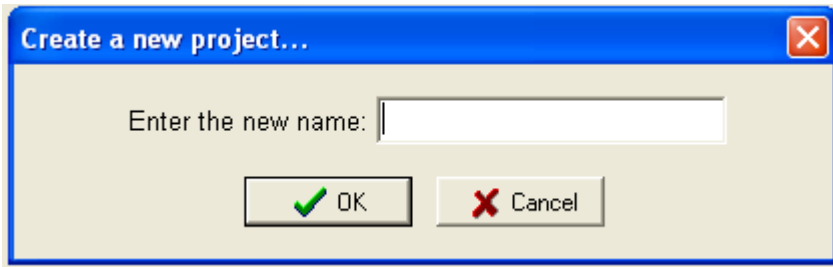 Create a new project...
Enter the new name:
OK Cancel